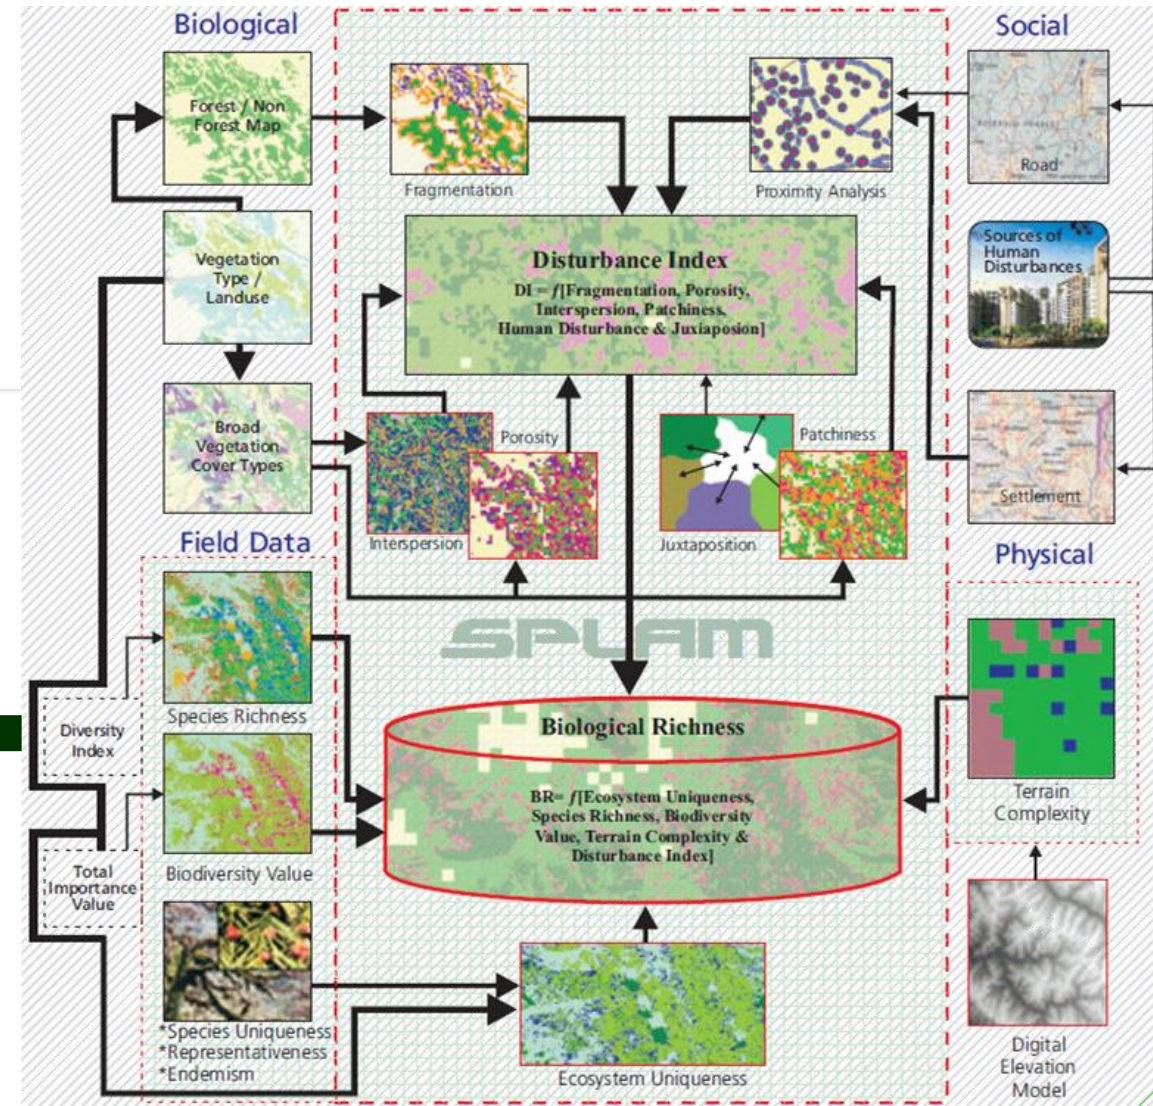 Biological
Social
Forest / Non
Forest Map
Fragmentation
Proximity Analysis
Road
Vegetation
Type /
Landuse
Disturbance Index
DI = f[Fragmentation, Porosity,
Interspersion, Patchiness,
Human Disturbance & Juxiaposion]
Sources of
Human
Disturbances
Broad
Vegetation
Cover Types
Porosity
Patchiness
Interspersion
Juxtaposition
Settlement
Field Data
Physical
SPLAM
Species Richness
Diversity
Index
Biological Richness
BR= f[Ecosystem Uniqueness,
Species Richness, Biodiversity
Value, Terrain Complexity &
Disturbance Index]
Terrain
Complexity
Biodiversity Value
Total
Importance
Value
*Species Uniqueness
*Representativeness
*Endemism
Ecosystem Uniqueness
Digital
Elevation
Model